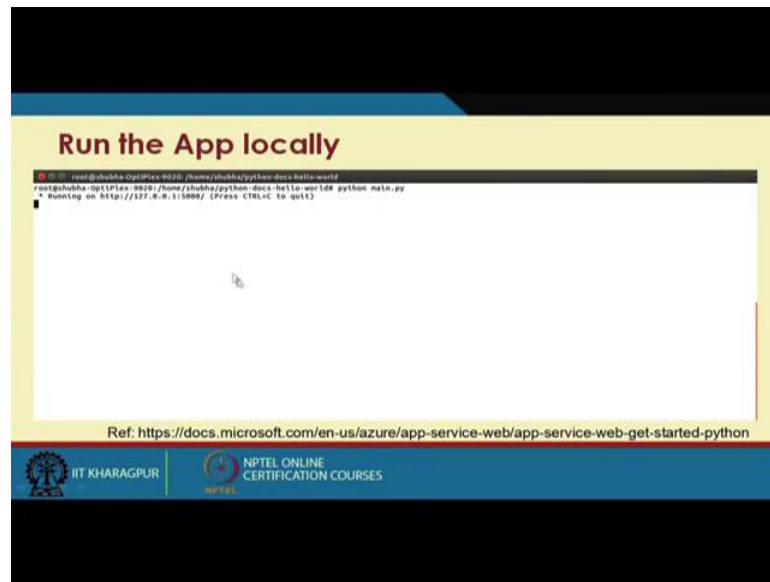 Run the App locally
root@shubha-OptiPlex-9020: /home/shubha/python-docs-hello-world
root@shubha-OptiPlex-9020:/home/shubha/python-docs-hello-world# python main.py
* Running on http://127.0.0.1:5000/ (Press CTRL+C to quit)
Ref: https://docs.microsoft.com/en-us/azure/app-service-web/app-service-web-get-started-python
IIT KHARAGPUR
NPTEL ONLINE
CERTIFICATION COURSES
NPTEL